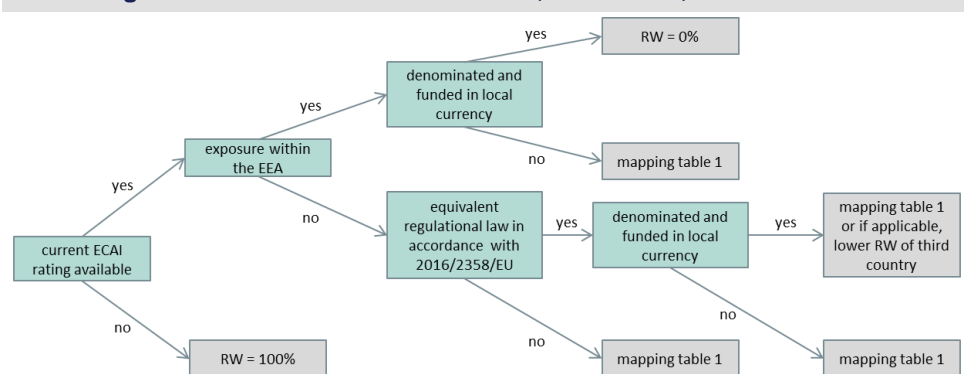 yes
RW = 0%
denominated and
funded in local
currency
yes
no
mapping table 1
exposure within
the EEA
yes
no
equivalent
regulational law in
accordance with
2016/2358/EU
yes
denominated and
funded in local
currency
yes
mapping table 1
or if applicable,
lower RW of third
country
current ECAI
rating available
no
RW = 100%
no
mapping table 1
no
mapping table 1